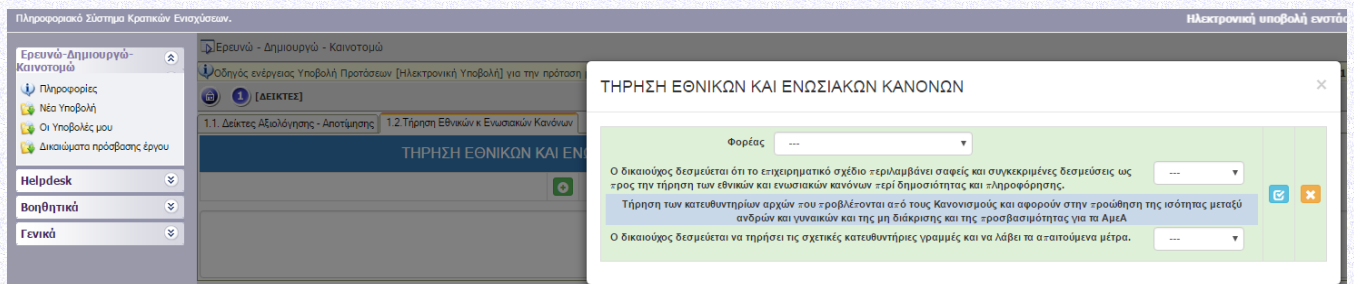 Πληροφοριακό Σύστημα Κρατικών Ενισχύσεων.
Ηλεκτρονική υποβολή ενστάσ
Ερευνώ-Δημιουργώ-
Καινοτομώ
Πληροφορίες
Νέα Υποβολή
Οι Υποβολές μου
Δικαιώματα πρόσβασης έργου
Helpdesk
Βοηθητικά
Γενικά
Ερευνώ - Δημιουργώ - Καινοτομώ
Οδηγός ενέργειας Υποβολή Προτάσεων [Ηλεκτρονική Υποβολή] για την πρόταση
1 [ΔΕΙΚΤΕΣ]
1.1. Δείκτες Αξιολόγησης - Αποτίμησης
1.2.Τήρηση Εθνικών κ Ενωσιακών Κανόνων
ΤΗΡΗΣΗ ΕΘΝΙΚΩΝ ΚΑΙ ΕΝ
ΤΗΡΗΣΗ ΕΘΝΙΚΩΝ ΚΑΙ ΕΝΩΣΙΑΚΩΝ ΚΑΝΟΝΩΝ
×
Φορέας ---
Ο δικαιούχος δεσμεύεται ότι το επιχειρηματικό σχέδιο περιλαμβάνει σαφείς και συγκεκριμένες δεσμεύσεις ως
προς την τήρηση των εθνικών και ενωσιακών κανόνων περί δημοσιότητας και πληροφόρησης.
---
Τήρηση των κατευθυντηρίων αρχών που προβλέπονται από τους Κανονισμούς και αφορούν στην προώθηση της ισότητας μεταξύ
ανδρών και γυναικών και της μη διάκρισης και της προσβασιμότητας για τα ΑμεΑ
Ο δικαιούχος δεσμεύεται να τηρήσει τις σχετικές κατευθυντήριες γραμμές και να λάβει τα απαιτούμενα μέτρα.
---